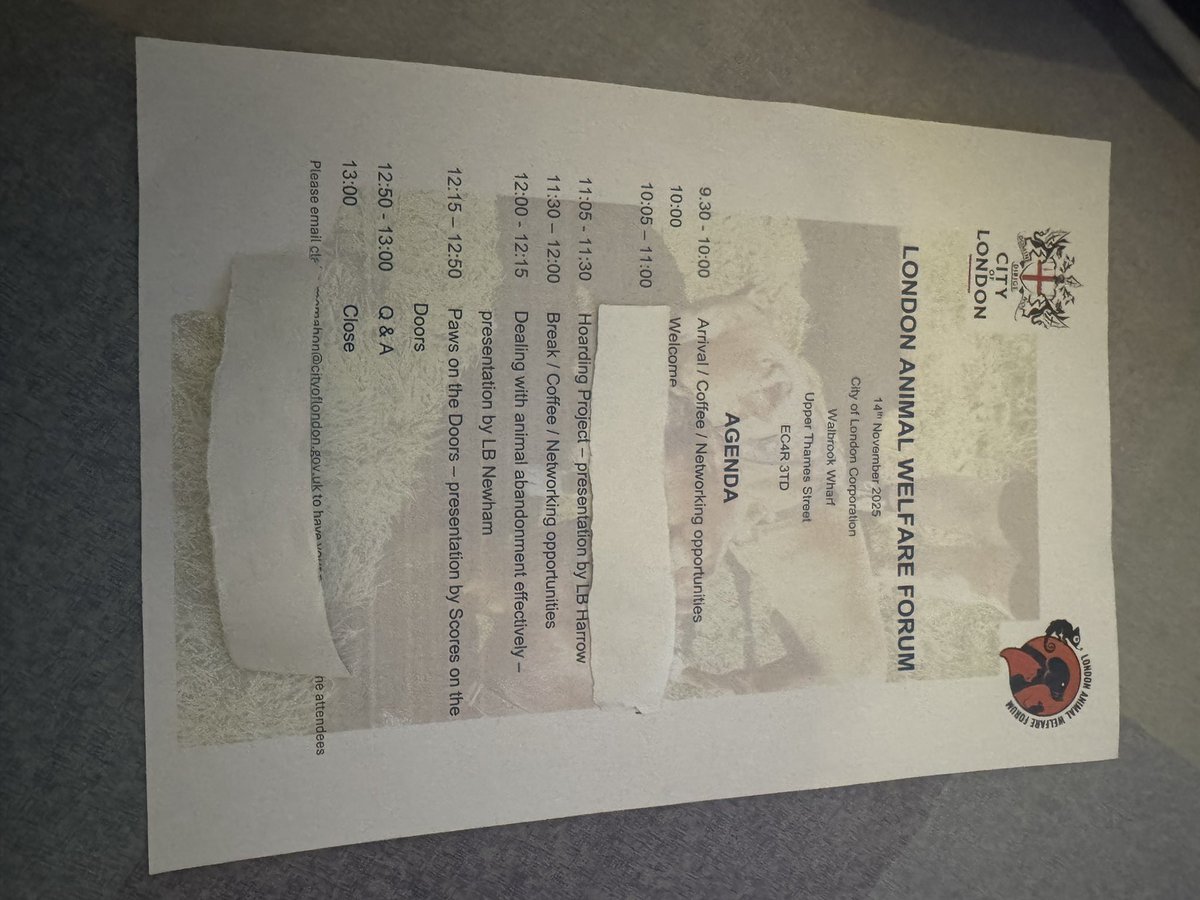 CITY
OF
LONDON
DIRIGE
LONDON ANIMAL WELFARE FORUM
LONDON ANIMAL WELFARE FORUM
14th November 2025
City of London Corporation
Walbrook Wharf
Upper Thames Street
EC4R 3TD
AGENDA
9.30 - 10:00 Arrival / Coffee / Networking opportunities
10:00 Welcome
10:05 – 11:00
11:05 - 11:30 Hoarding Project – presentation by LB Harrow
11:30 – 12:00 Break / Coffee / Networking opportunities
12:00 - 12:15 Dealing with animal abandonment effectively –
presentation by LB Newham
12:15 – 12:50 Paws on the Doors – presentation by Scores on the
Doors
12:50 - 13:00 Q & A
13:00 Close
Please email mcmahon@cityoflondon.gov.uk to have attendees